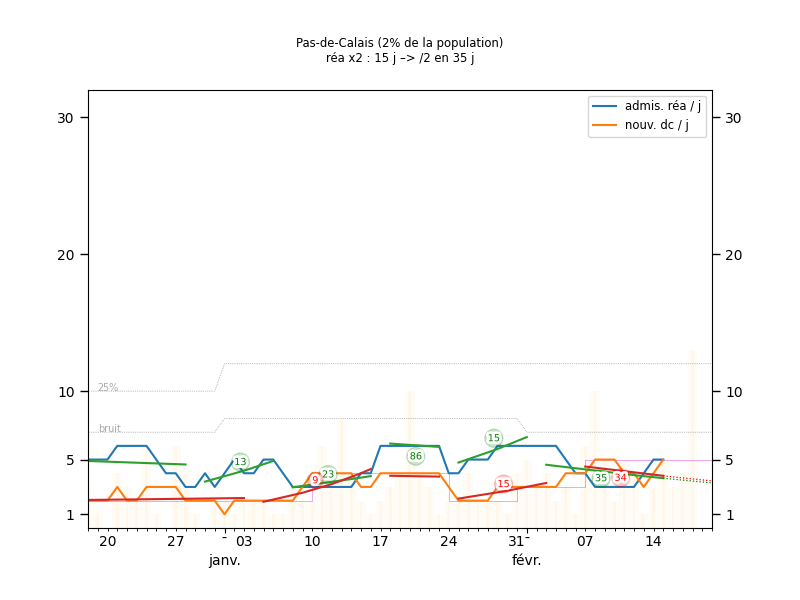 Pas-de-Calais (2% de la population)
réa x2 : 15 j –> /2 en 35 j
admis. réa / j
nouv. dc / j
30 30
20 20
25%
10 10
bruit
15
13 86
5 5
9 23 15 35 34
1 1
20 27 - 03 10 17 24 31- 07 14
janv. févr.